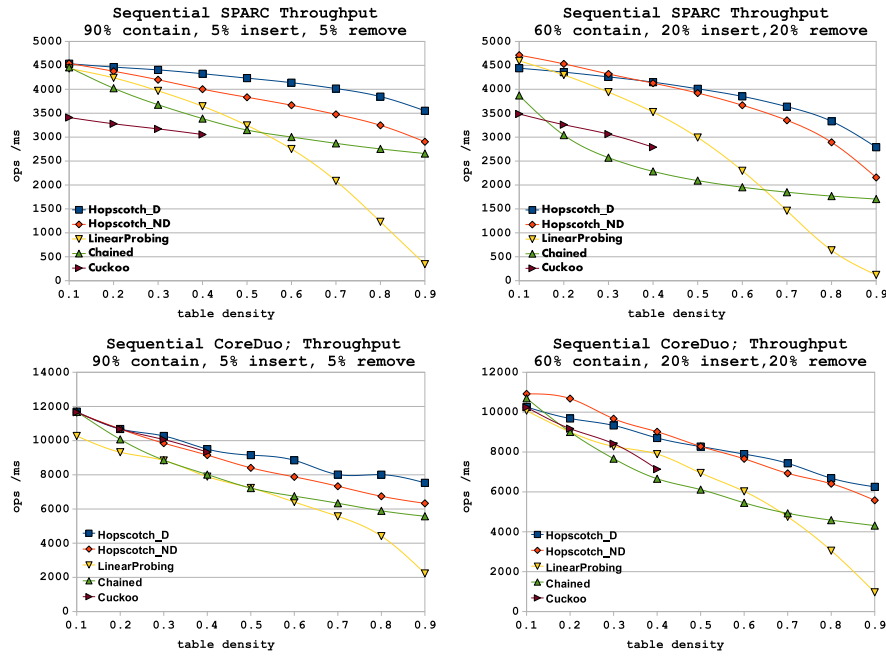 Sequential SPARC Throughput
90% contain, 5% insert, 5% remove
5000
4500
4000
3500
3000
2500
2000
1500
1000
500
0
ops /ms
Hopscotch_D
Hopscotch_ND
LinearProbing
Chained
Cuckoo
0.1 0.2 0.3 0.4 0.5 0.6 0.7 0.8 0.9
table density
Sequential SPARC Throughput
60% contain, 20% insert,20% remove
5000
4500
4000
3500
3000
2500
2000
1500
1000
500
0
ops /ms
Hopscotch_D
Hopscotch_ND
LinearProbing
Chained
Cuckoo
0.1 0.2 0.3 0.4 0.5 0.6 0.7 0.8 0.9
table density
Sequential CoreDuo; Throughput
90% contain, 5% insert, 5% remove
14000
12000
10000
8000
6000
4000
2000
0
ops /ms
Hopscotch_D
Hopscotch_ND
LinearProbing
Chained
Cuckoo
0.1 0.2 0.3 0.4 0.5 0.6 0.7 0.8 0.9
table density
Sequential CoreDuo; Throughput
60% contain, 20% insert,20% remove
12000
10000
8000
6000
4000
2000
0
ops /ms
Hopscotch_D
Hopscotch_ND
LinearProbing
Chained
Cuckoo
0.1 0.2 0.3 0.4 0.5 0.6 0.7 0.8 0.9
table density